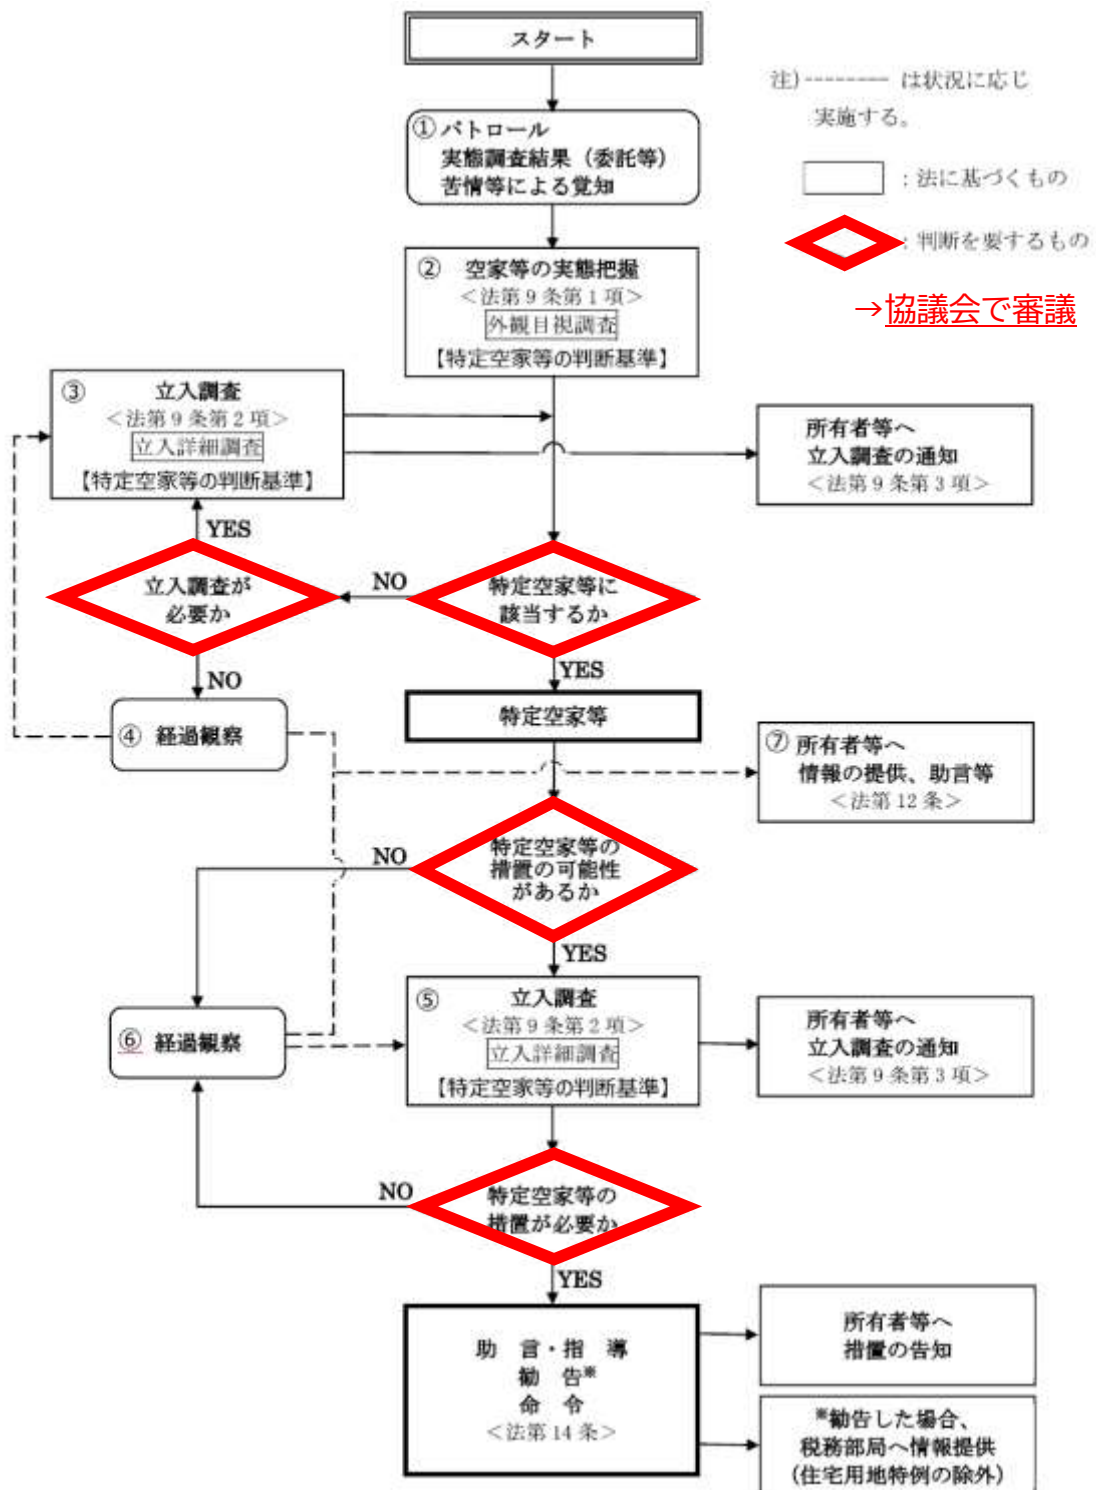 スタート
注)-------- は状況に応じ
実施する。
：法に基づくもの
：判断を要するもの
→協議会で審議
① パトロール
実態調査結果（委託等）
苦情等による覚知
② 空家等の実態把握
＜法第９条第１項＞
外観目視調査
【特定空家等の判断基準】
③ 立入調査
＜法第９条第２項＞
立入詳細調査
【特定空家等の判断基準】
所有者等へ
立入調査の通知
＜法第９条第３項＞
YES
立入調査が
必要か
NO
特定空家等に
該当するか
NO
YES
④ 経過観察
特定空家等
⑦ 所有者等へ
情報の提供、助言等
＜法第12条＞
NO
特定空家等の
措置の可能性
があるか
YES
⑤ 立入調査
＜法第９条第２項＞
立入詳細調査
【特定空家等の判断基準】
⑥ 経過観察
所有者等へ
立入調査の通知
＜法第９条第３項＞
NO
特定空家等の
措置が必要か
YES
助　言・指　導
勧　告※
命　令
＜法第14条＞
所有者等へ
措置の告知
※勧告した場合、
税務部局へ情報提供
（住宅用地特例の除外）